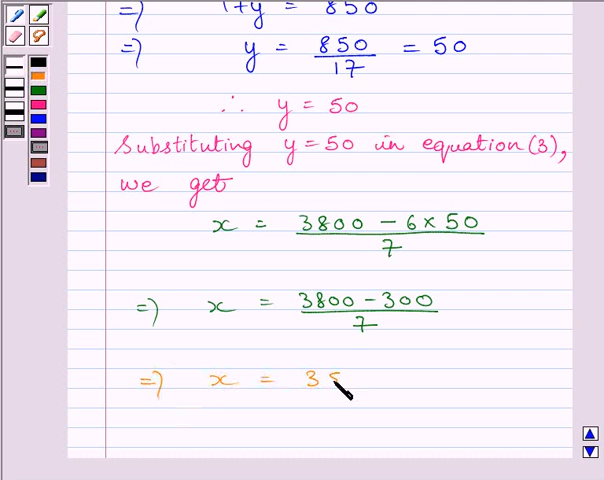 =) 17y = 850
=) y = 850/17 = 50
∴ y = 50
Substituting y=50 in equation (3),
we get
x = 3800 - 6 × 50/7
=) x = 3800 - 300/7
=) x = 35